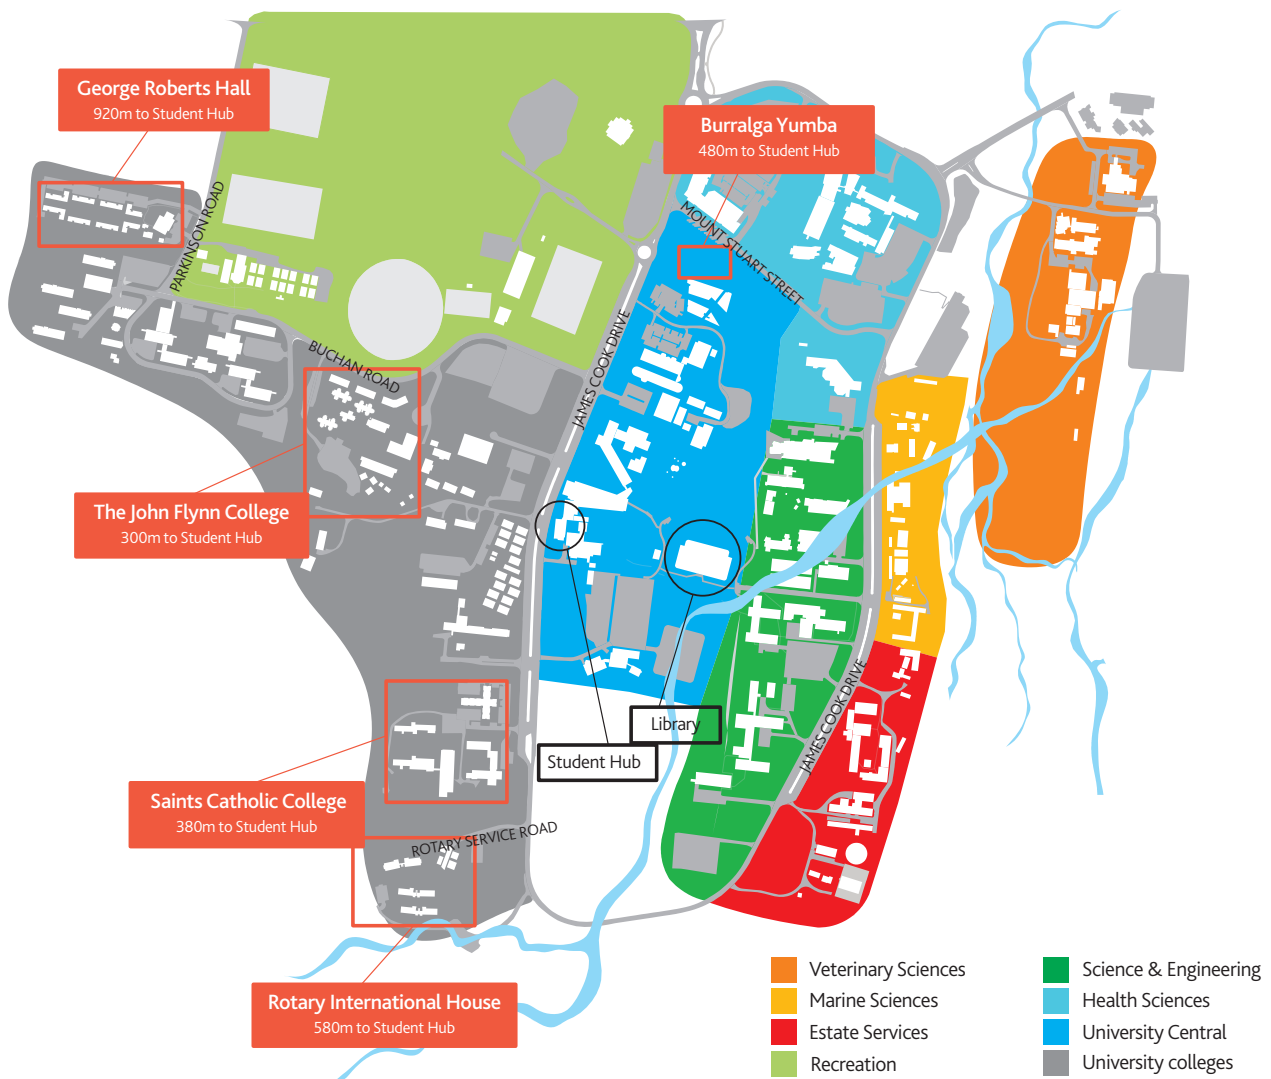 George Roberts Hall
920m to Student Hub
Burralga Yumba
480m to Student Hub
PARKINSON ROAD
MOUNT STUART STREET
JAMES COOK DRIVE
BUCHAN ROAD
The John Flynn College
300m to Student Hub
Library
Student Hub
JAMES COOK DRIVE
Saints Catholic College
380m to Student Hub
ROTARY SERVICE ROAD
Rotary International House
580m to Student Hub
Veterinary Sciences
Marine Sciences
Estate Services
Recreation
Science & Engineering
Health Sciences
University Central
University colleges